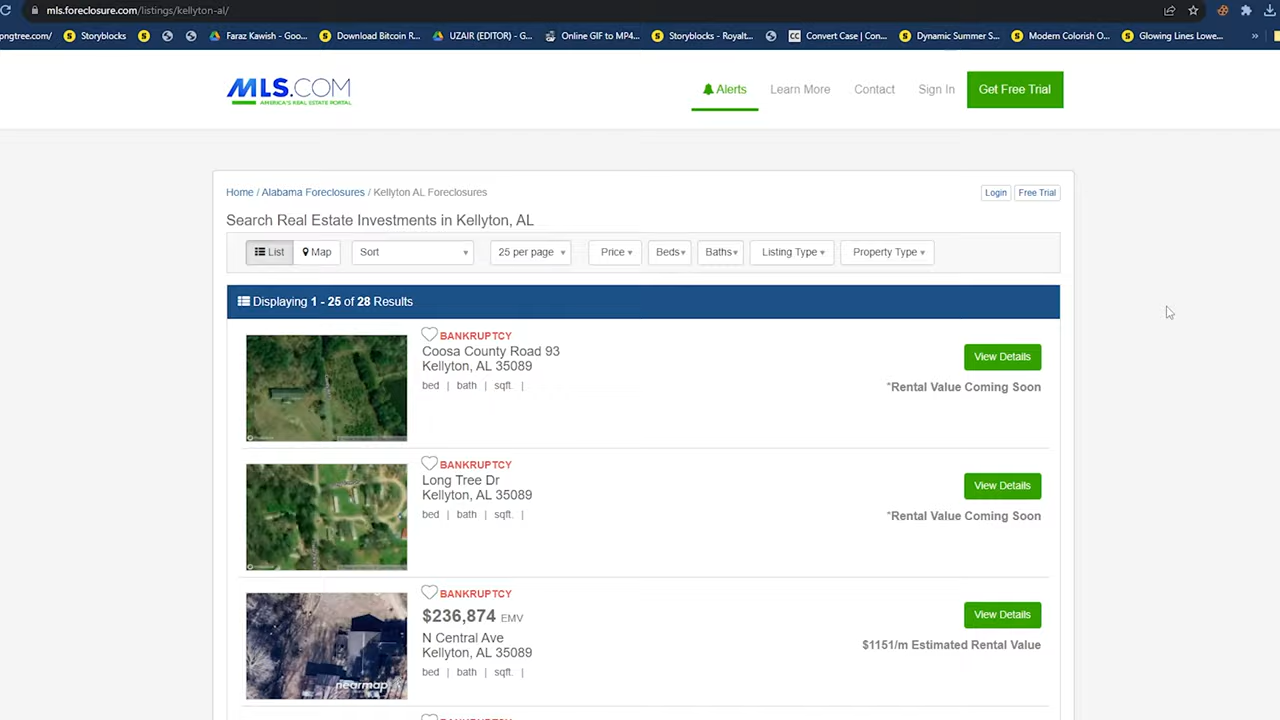 mls.foreclosure.com/listings/kellyton-al/
pngtree.com/ Storyblocks Faraz Kawish - Goo... Download Bitcoin R... UZAIR (EDITOR) - G... Online GIF to MP4... Storyblocks - Royalt... CC Convert Case | Con... Dynamic Summer S... Modern Colorish O... Glowing Lines Lowe... »
MLS.COM
AMERICA'S REAL ESTATE PORTAL
Alerts Learn More Contact Sign In Get Free Trial
Home / Alabama Foreclosures / Kellyton AL Foreclosures Login Free Trial
Search Real Estate Investments in Kellyton, AL
List Map Sort 25 per page Price Beds Baths Listing Type Property Type
Displaying 1 - 25 of 28 Results
BANKRUPTCY
Coosa County Road 93
Kellyton, AL 35089
bed | bath | sqft. |
View Details
*Rental Value Coming Soon
BANKRUPTCY
Long Tree Dr
Kellyton, AL 35089
bed | bath | sqft. |
View Details
*Rental Value Coming Soon
nearmap
BANKRUPTCY
$236,874 EMV
N Central Ave
Kellyton, AL 35089
bed | bath | sqft. |
View Details
$1151/m Estimated Rental Value